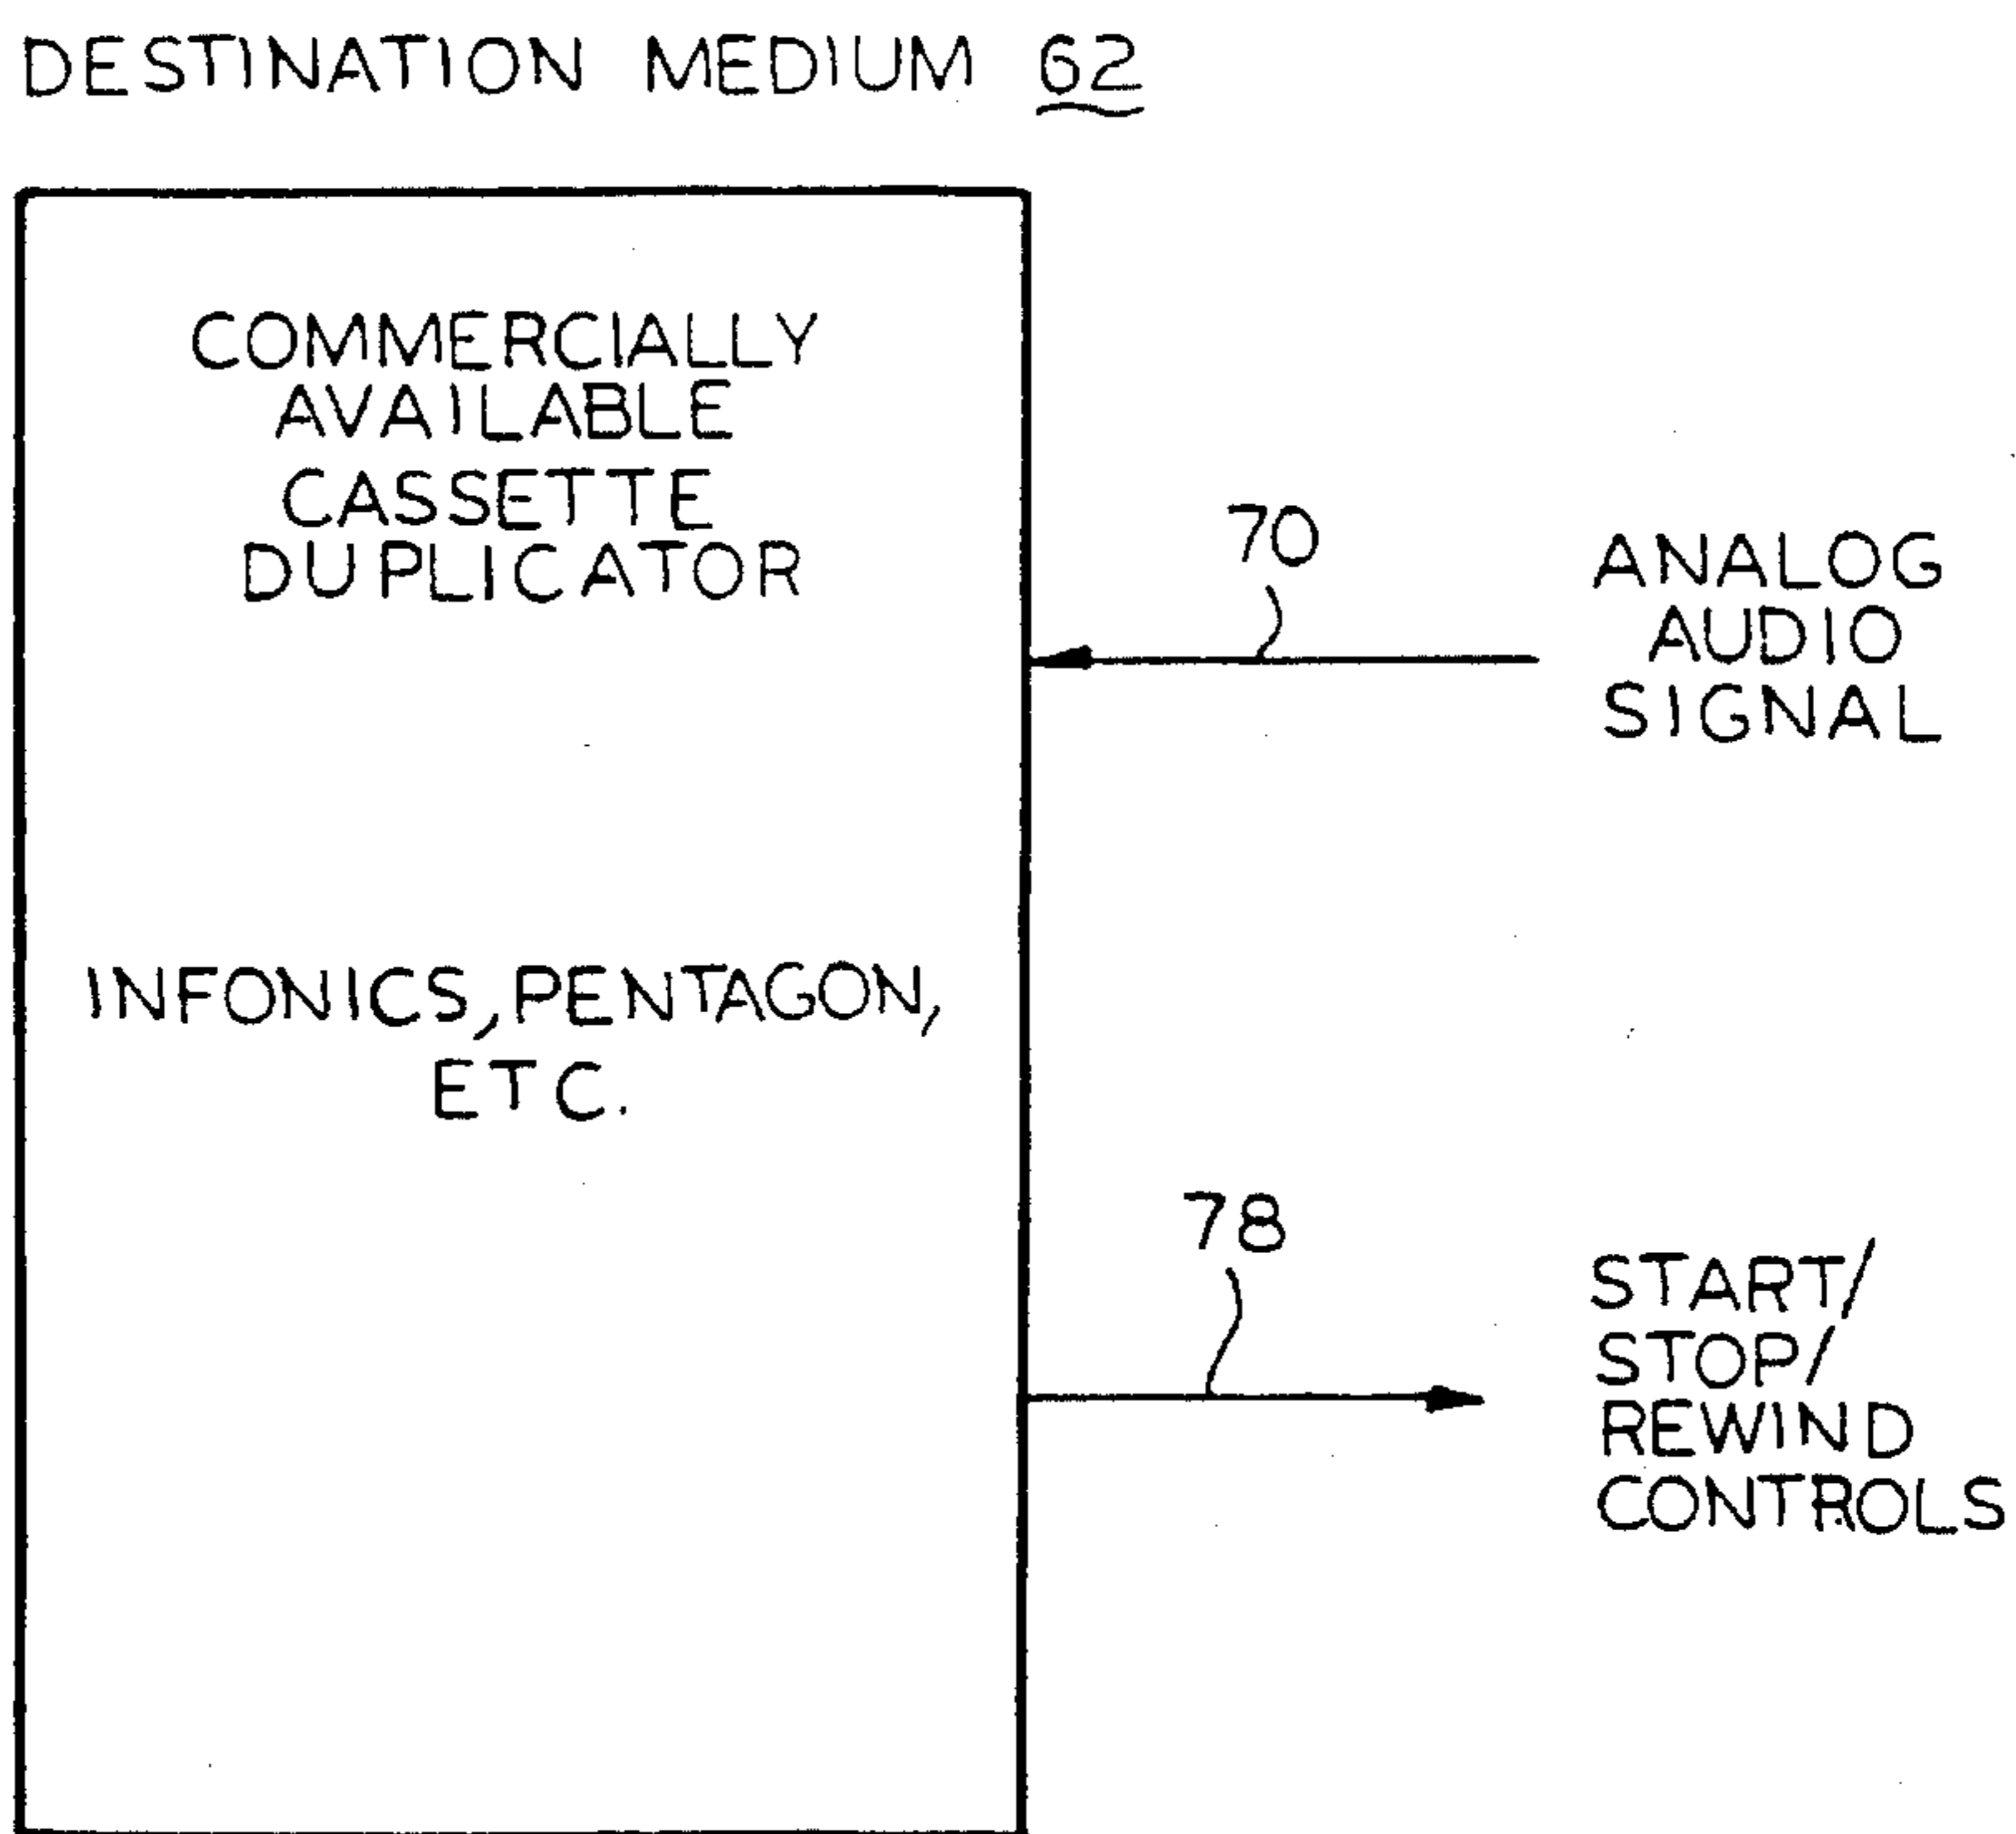 DESTINATION MEDIUM 62
COMMERCIALLY
AVAILABLE
CASSETTE
DUPLICATOR
INFONICS, PENTAGON,
ETC.
70
ANALOG
AUDIO
SIGNAL
78
START/
STOP/
REWIND
CONTROLS